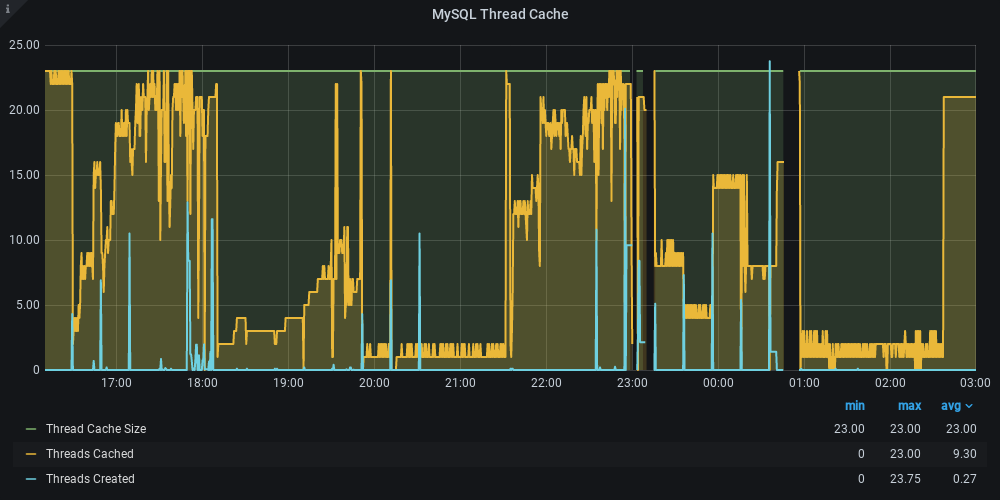 i
MySQL Thread Cache
25.00
20.00
15.00
10.00
5.00
0
17:00 18:00 19:00 20:00 21:00 22:00 23:00 00:00 01:00 02:00 03:00
min max avg
Thread Cache Size 23.00 23.00 23.00
Threads Cached 0 23.00 9.30
Threads Created 0 23.75 0.27